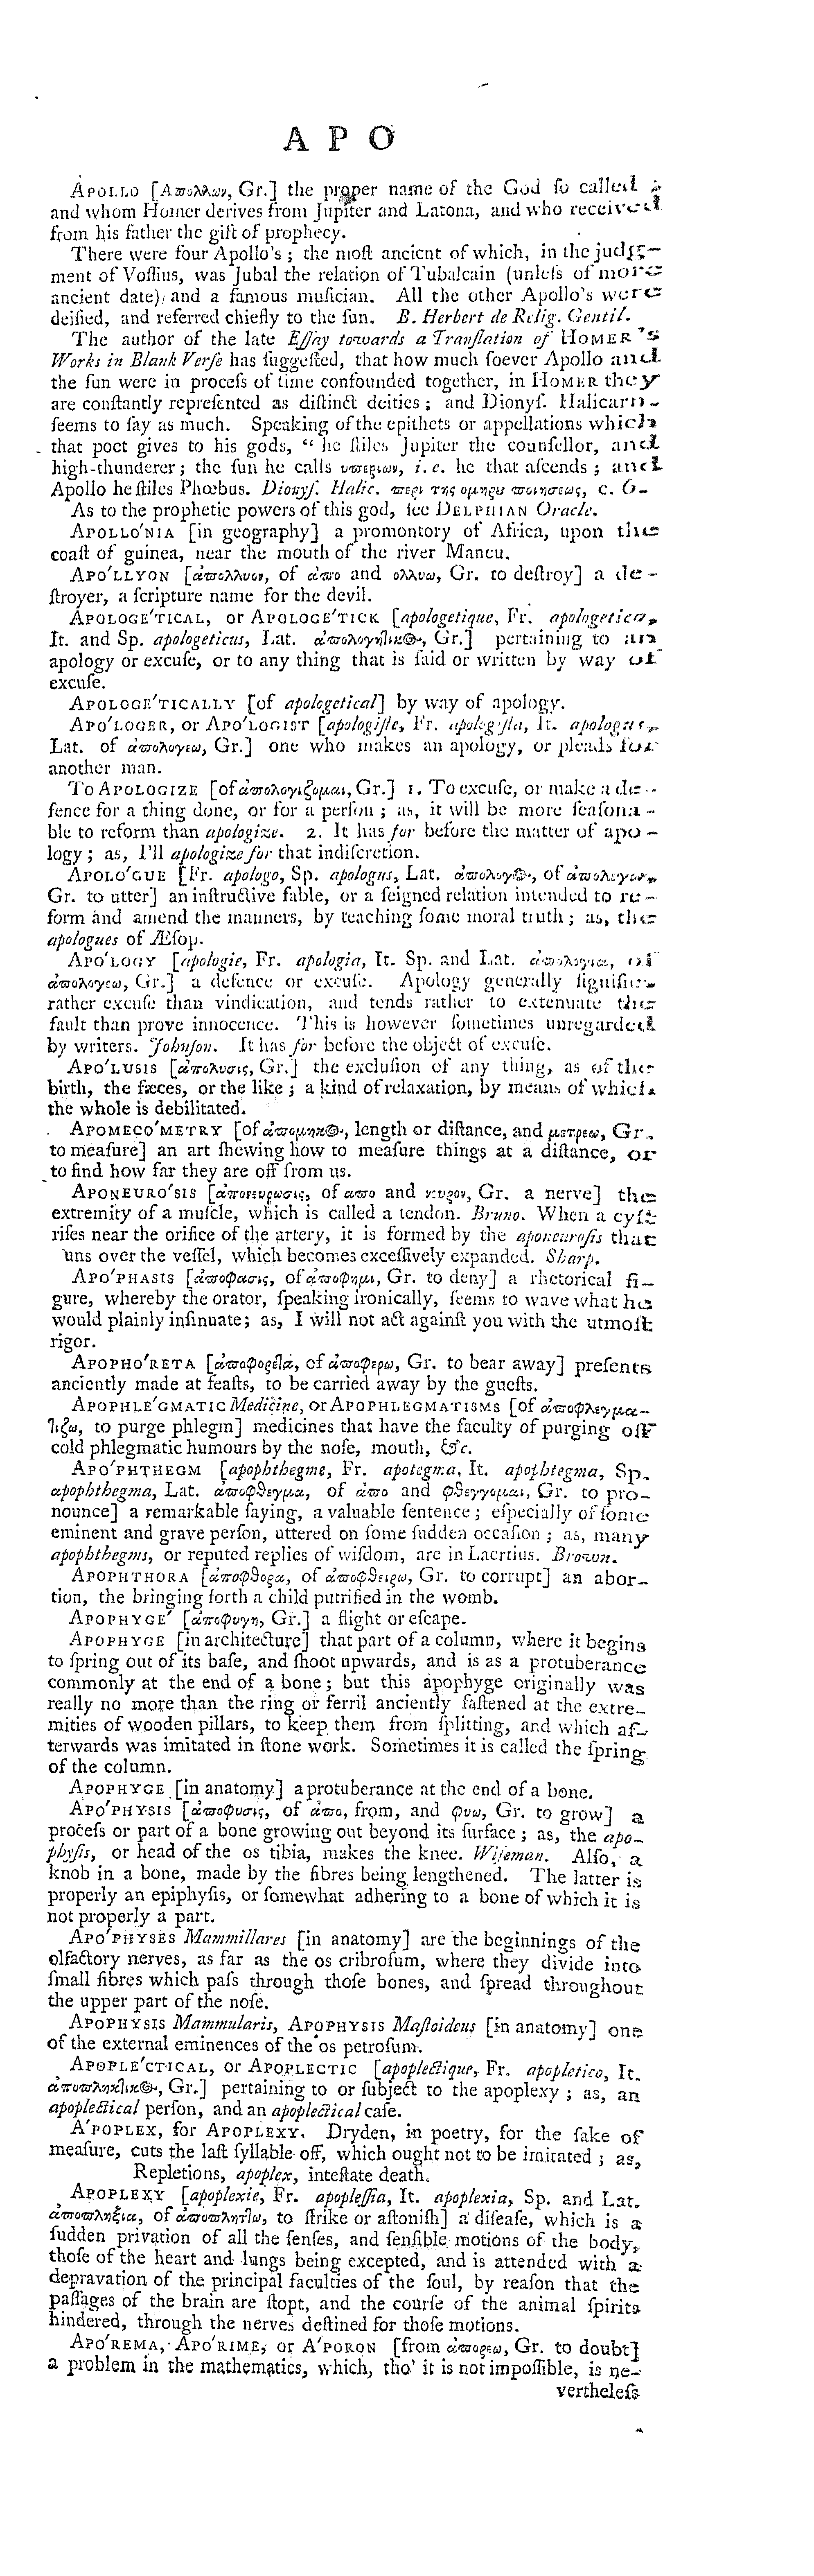 A P O
APOLLO [Απολλων, Gr.] the proper name of the God ſo called;
and whom Homer derives from Jupiter and Latona, and who received
from his father the gift of prophecy.
There were four Apollo's; the moſt ancient of which, in the judg-
ment of Voſſius, was Jubal the relation of Tubalcain (unleſs of more
ancient date) and a famous muſician. All the other Apollo's were
deified, and referred chiefly to the ſun. B. Herbert de Relig. Gentil.
The author of the late Eſſay towards a Tranſlation of HOMER's
Works in Blank Verſe has ſuggeſted, that how much ſoever Apollo and
the ſun were in proceſs of time confounded together, in HOMER they
are conſtantly repreſented as diſtinct deities; and Dionyſ. Halicarn-
ſeems to ſay as much. Speaking of the epithets or appellations which
that poet gives to his gods, "he ſtiles Jupiter the counſellor, and
high-thunderer; the ſun he calls υπεριων, i. e. he that aſcends; and
Apollo he ſtiles Phœbus. Dionyſ. Halic. περι της ομηρȣ ποιησεως, c. 6.
As to the prophetic powers of this god, ſee DELPHIAN Oracle.
APOLLO'NIA [in geography] a promontory of Africa, upon the
coaſt of guinea, near the mouth of the river Mancu.
APO'LLYON [ἀπολλυον, of ἀπο and ολλυω, Gr. to deſtroy] a de-
ſtroyer, a ſcripture name for the devil.
APOLOGE'TICAL, or APOLOGE'TICK [apologetique, Fr. apologetico,
It. and Sp. apologeticus, Lat. ἀπολογητικος, Gr.] pertaining to an
apology or excuſe, or to any thing that is ſaid or written by way of
excuſe.
APOLOGE'TICALLY [of apologetical] by way of apology.
APO'LOGER, or APO'LOGIST [apologiſte, Fr. apologiſta, It. apologus,
Lat. of ἀπολογεω, Gr.] one who makes an apology, or pleads for
another man.
To APOLOGIZE [of ἀπολογιζομαι, Gr.] 1. To excuſe, or make a de-
fence for a thing done, or for a perſon; as, it will be more ſeaſona-
ble to reform than apologize. 2. It has for before the matter of apo-
logy; as, I'll apologize for that indiſcretion.
APOLO'GUE [Fr. apologo, Sp. apologus, Lat. ἀπολογος, of ἀπολεγω,
Gr. to utter] an inſtructive fable, or a feigned relation intended to re-
form and amend the manners, by teaching ſome moral truth; as, the
apologues of Æſop.
APO'LOGY [apologie, Fr. apologia, It. Sp. and Lat. ἀπολογια, of
ἀπολογεω, Gr.] a defence or excuſe. Apology generally ſignifies
rather excuſe than vindication, and tends rather to extenuate the
fault than prove innocence. This is however ſometimes unregarded
by writers. Johnſon. It has for before the object of excuſe.
APO'LUSIS [ἀπολυσις, Gr.] the excluſion of any thing, as of the
birth, the fæces, or the like; a kind of relaxation, by means of which
the whole is debilitated.
APOMECO'METRY [of ἀπομηκος, length or diſtance, and μετρεω, Gr.
to meaſure] an art ſhewing how to meaſure things at a diſtance, or
to find how far they are off from us.
APONEURO'SIS [ἀπονευρωσις, of απο and νευρον, Gr. a nerve] the
extremity of a muſcle, which is called a tendon. Bruno. When a cyſt
riſes near the orifice of the artery, it is formed by the aponeuroſis that
uns over the veſſel, which becomes exceſſively expanded. Sharp.
APO'PHASIS [ἀποφασις, of ἀποφημι, Gr. to deny] a rhetorical fi-
gure, whereby the orator, ſpeaking ironically, ſeems to wave what he
would plainly inſinuate; as, I will not act againſt you with the utmoſt
rigor.
APOPHO'RETA [ἀποφορετα, of ἀποφερω, Gr. to bear away] preſents
anciently made at feaſts, to be carried away by the gueſts.
APOPHLE'GMATIC Medicine, or APOPHLEGMATISMS [of ἀποφλεγμα-
τιζω, to purge phlegm] medicines that have the faculty of purging off
cold phlegmatic humours by the noſe, mouth, &c.
APO'PHTHEGM [apophthegme, Fr. apotegma, It. apophtegma, Sp.
apophthegma, Lat. ἀποφθεγμα, of ἀπο and φθεγγομαι, Gr. to pro-
nounce] a remarkable ſaying, a valuable ſentence; eſpecially of ſome
eminent and grave perſon, uttered on ſome ſudden occaſion; as, many
apophthegms, or reputed replies of wiſdom, are in Laertius. Brown.
APOPHTHORA [ἀποφθορα, of ἀποφθειρω, Gr. to corrupt] an abor-
tion, the bringing forth a child putrified in the womb.
APOPHYGE' [ἀποφυγη, Gr.] a flight or eſcape.
APOPHYGE [in architecture] that part of a column, where it begins
to ſpring out of its baſe, and ſhoot upwards, and is as a protuberance
commonly at the end of a bone; but this apophyge originally was
really no more than the ring or ferril anciently faſtened at the extre-
mities of wooden pillars, to keep them from ſplitting, and which af-
terwards was imitated in ſtone work. Sometimes it is called the ſpring
of the column.
APOPHYGE [in anatomy] a protuberance at the end of a bone.
APO'PHYSIS [ἀποφυσις, of ἀπο, from, and φυω, Gr. to grow] a
proceſs or part of a bone growing out beyond its ſurface; as, the apo-
phyſis, or head of the os tibia, makes the knee. Wiſeman. Alſo, a
knob in a bone, made by the fibres being lengthened. The latter is
properly an epiphyſis, or ſomewhat adhering to a bone of which it is
not properly a part.
APO'PHYSES Mammillares [in anatomy] are the beginnings of the
olfactory nerves, as far as the os cribroſum, where they divide into
ſmall fibres which paſs through thoſe bones, and ſpread throughout
the upper part of the noſe.
APOPHYSIS Mammularis, APOPHYSIS Maſtoideus [in anatomy] one
of the external eminences of the os petroſum.
APOPLE'CTICAL, or APOPLECTIC [apoplectique, Fr. apopletico, It.
ἀποπληκτικος, Gr.] pertaining to or ſubject to the apoplexy; as, an
apoplectical perſon, and an apoplectical caſe.
A'POPLEX, for APOPLEXY. Dryden, in poetry, for the ſake of
meaſure, cuts the laſt ſyllable off, which ought not to be imitated; as,
Repletions, apoplex, inteſtate death.
APOPLEXY [apoplexie, Fr. apopleſſia, It. apoplexia, Sp. and Lat.
ἀποπληξια, of ἀποπληττω, to ſtrike or aſtoniſh] a diſeaſe, which is a
ſudden privation of all the ſenſes, and ſenſible motions of the body,
thoſe of the heart and lungs being excepted, and is attended with a
depravation of the principal faculties of the ſoul, by reaſon that the
paſſages of the brain are ſtopt, and the courſe of the animal ſpirits
hindered, through the nerves deſtined for thoſe motions.
APO'REMA, APO'RIME, or A'PORON [from ἀπορεω, Gr. to doubt]
a problem in the mathematics, which, tho' it is not impoſſible, is ne-
vertheleſs